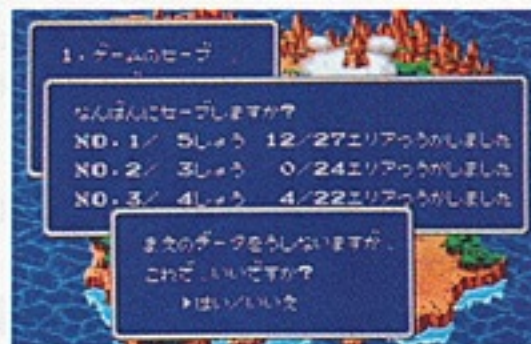 1.ゲームのセーブ
なんばんにセーブしますか?
NO.1/ 5しょう 12/27エリアつうかしました
NO.2/ 3しょう 0/24エリアつうかしました
NO.3/ 4しょう 4/22エリアつうかしました
まえのデータをうしないますが、
これで、いいですか?
▶はい/いいえ